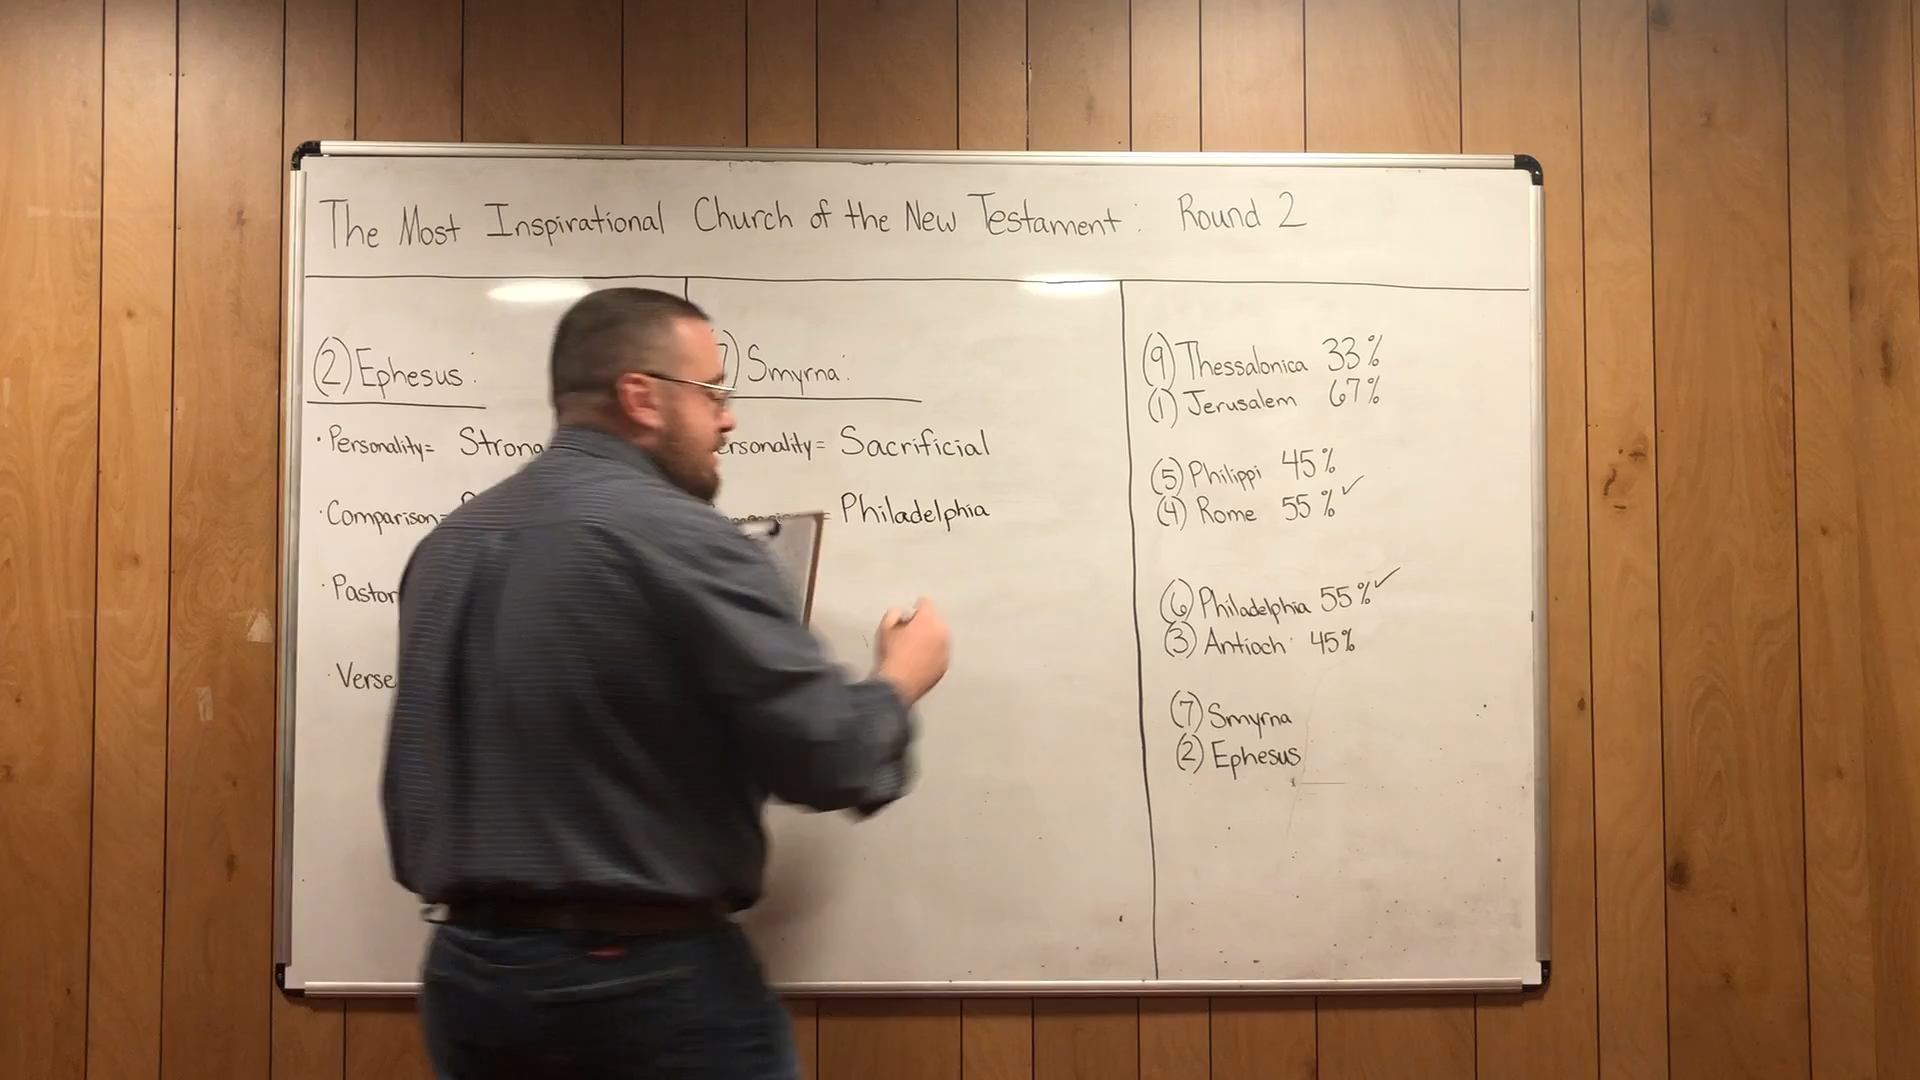 The Most Inspirational Church of the New Testament: Round 2
(2) Ephesus:
· Personality= Strong
· Comparison=
· Pastor
· Verse
7) Smyrna:
ersonality= Sacrificial
= Philadelphia
(9) Thessalonica 33%
(1) Jerusalem 67%
(5) Philippi 45%
(4) Rome 55% ✓
(6) Philadelphia 55% ✓
(3) Antioch 45%
(7) Smyrna
(2) Ephesus